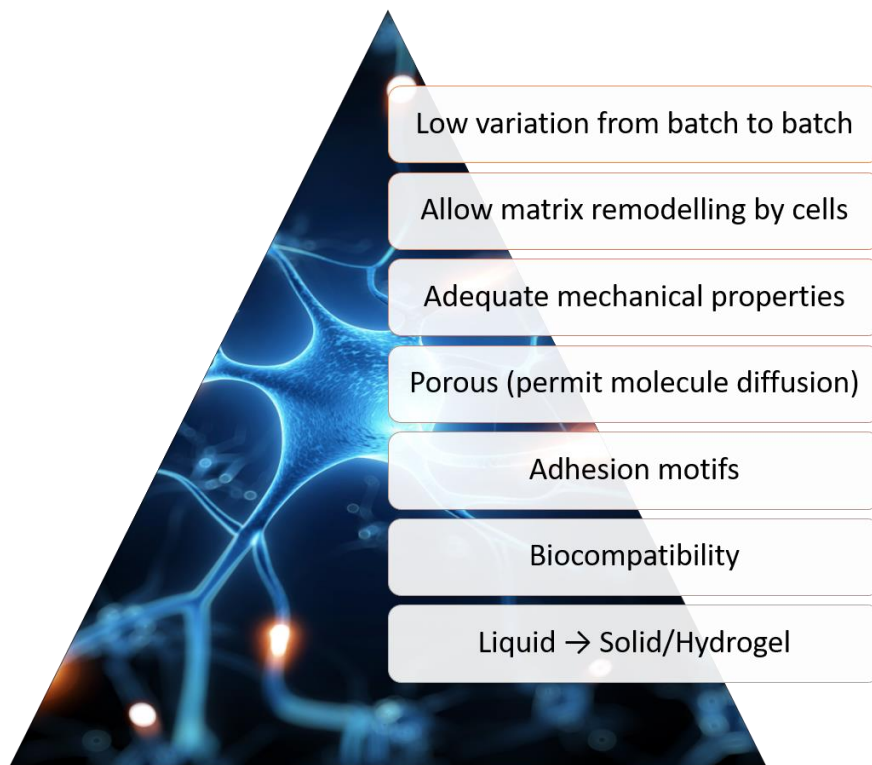 Low variation from batch to batch
Allow matrix remodelling by cells
Adequate mechanical properties
Porous (permit molecule diffusion)
Adhesion motifs
Biocompatibility
Liquid → Solid/Hydrogel